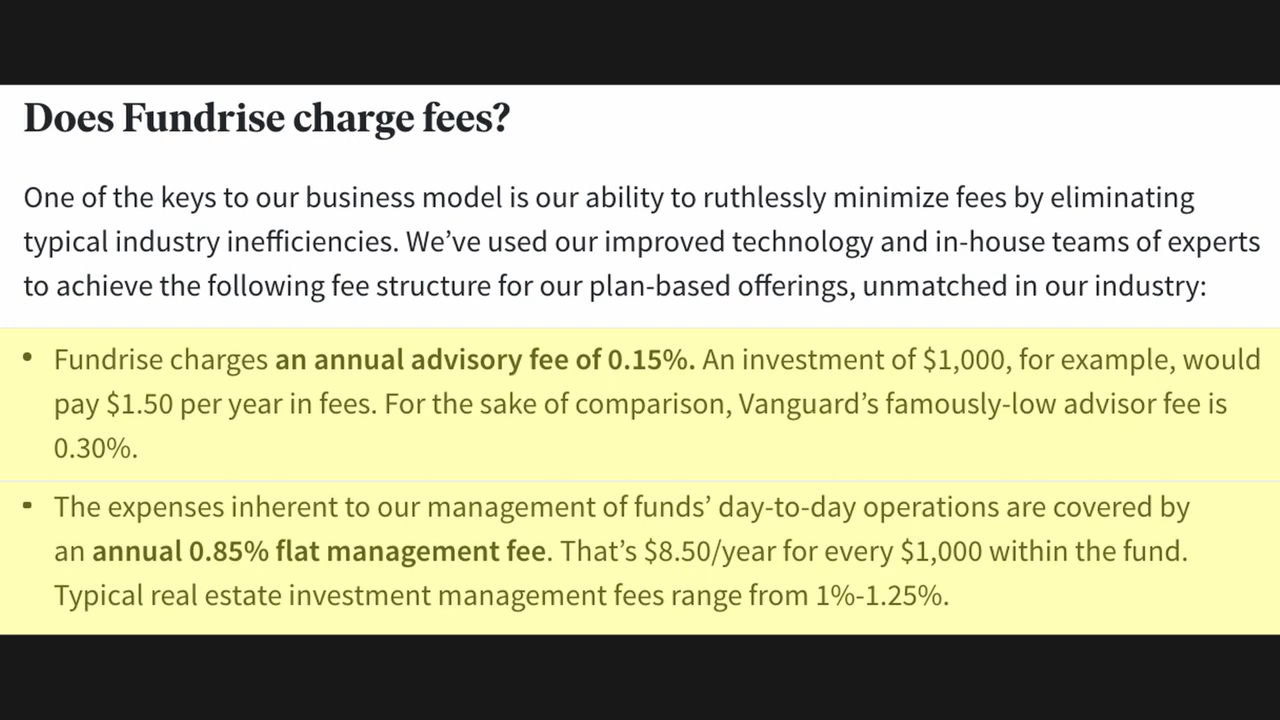 Does Fundrise charge fees?
One of the keys to our business model is our ability to ruthlessly minimize fees by eliminating
typical industry inefficiencies. We’ve used our improved technology and in-house teams of experts
to achieve the following fee structure for our plan-based offerings, unmatched in our industry:
• Fundrise charges an annual advisory fee of 0.15%. An investment of $1,000, for example, would
pay $1.50 per year in fees. For the sake of comparison, Vanguard’s famously-low advisor fee is
0.30%.
• The expenses inherent to our management of funds’ day-to-day operations are covered by
an annual 0.85% flat management fee. That’s $8.50/year for every $1,000 within the fund.
Typical real estate investment management fees range from 1%-1.25%.